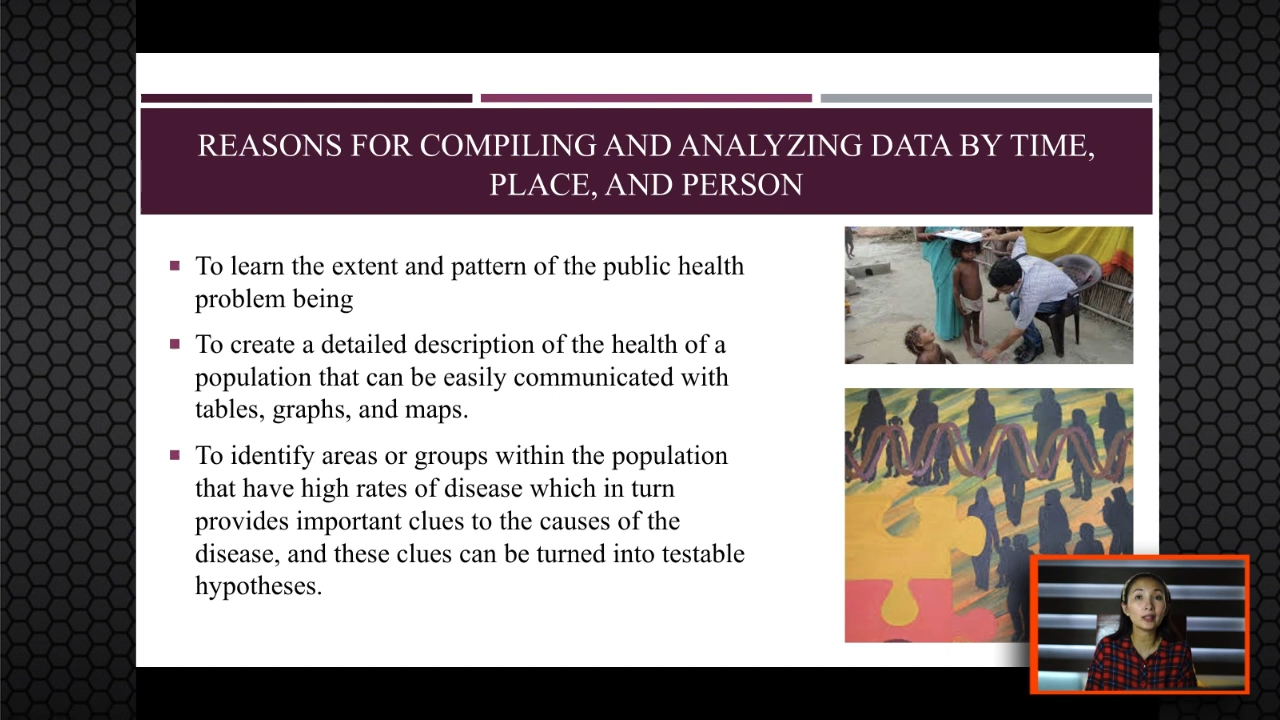 REASONS FOR COMPILING AND ANALYZING DATA BY TIME,
PLACE, AND PERSON
To learn the extent and pattern of the public health
problem being
To create a detailed description of the health of a
population that can be easily communicated with
tables, graphs, and maps.
To identify areas or groups within the population
that have high rates of disease which in turn
provides important clues to the causes of the
disease, and these clues can be turned into testable
hypotheses.